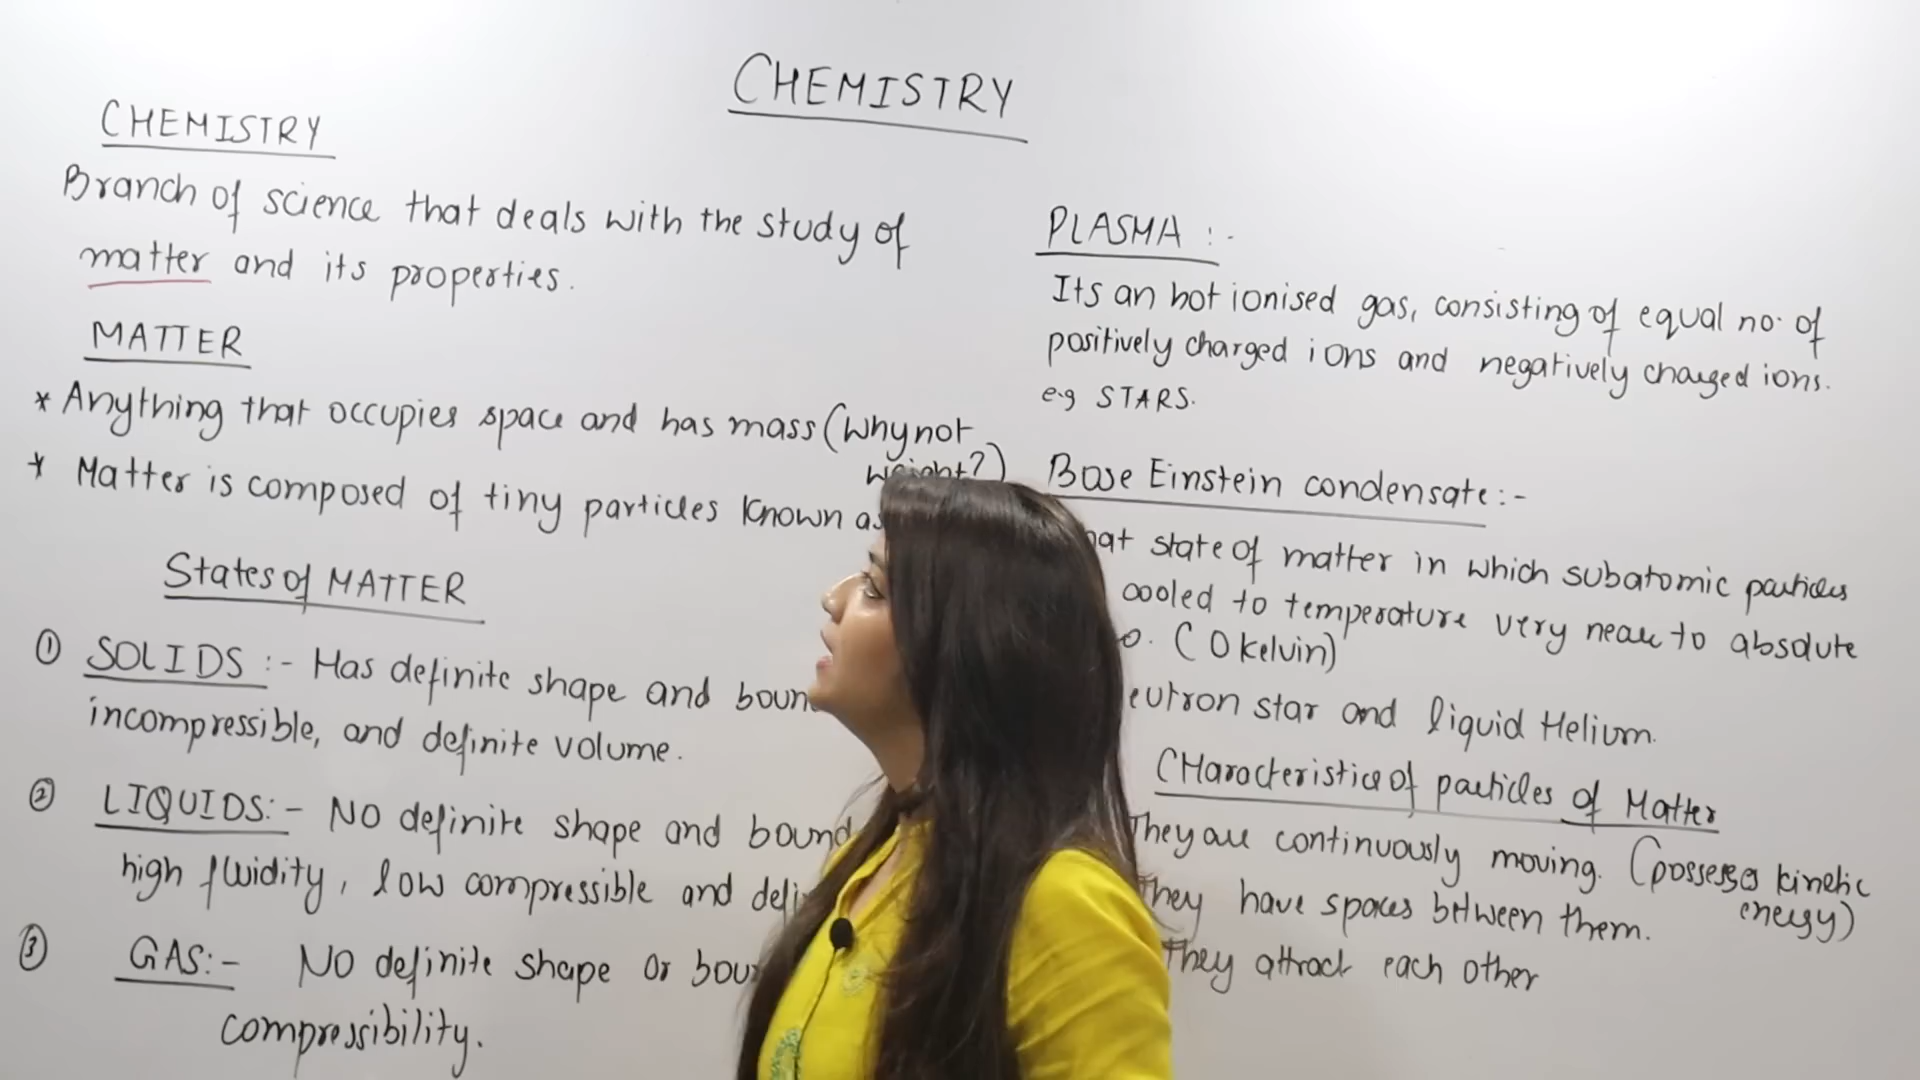 CHEMISTRY
CHEMISTRY
Branch of science that deals with the study of
matter and its properties.
MATTER
* Anything that occupies space and has mass (why not
weight?)
* Matter is composed of tiny particles known as
States of MATTER
① SOLIDS :- Has definite shape and
incompressible, and definite volume.
② LIQUIDS:- No definite shape and
high fluidity, low compressible and
③ GAS:- No definite shape or
compressibility.
PLASMA :-
Its an hot ionised gas, consisting of equal no. of
positively charged ions and negatively charged ions.
e.g STARS.
Bose Einstein condensate:-
state of matter in which subatomic particles
cooled to temperature very near to absolute
(0 kelvin)
star and liquid Helium.
CHaracteristics of particles of Matter
They are continuously moving. (possesses kinetic
energy)
They have spaces between them.
They attract each other